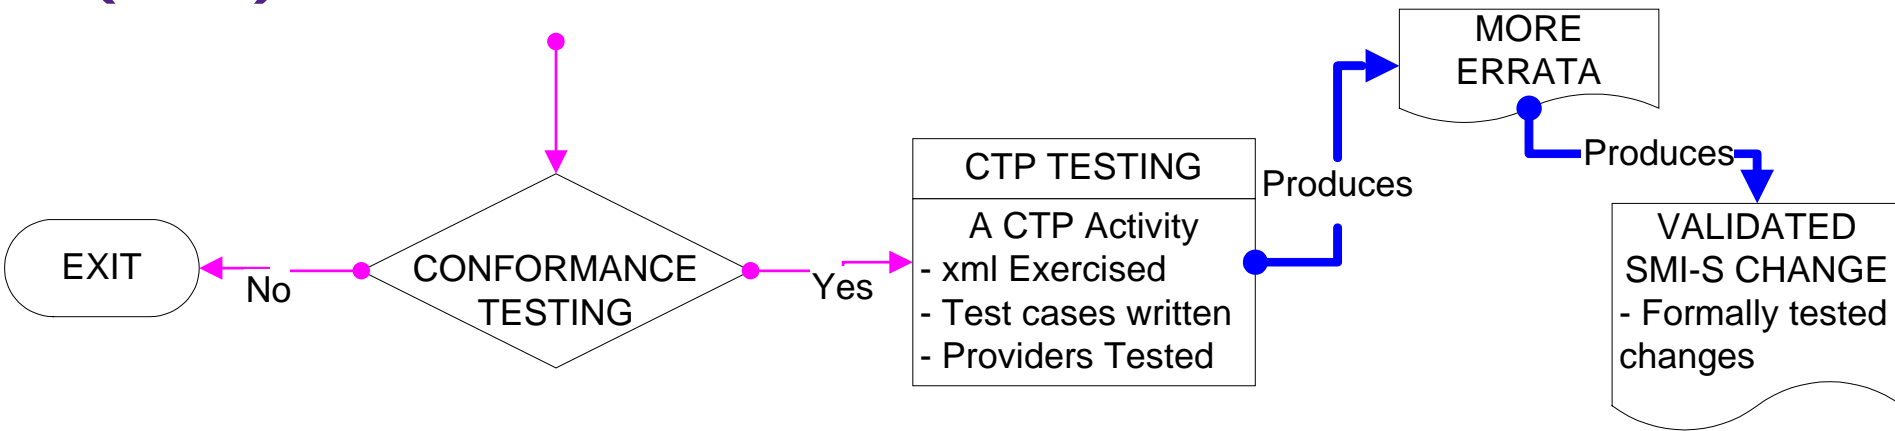 EXIT
No
CONFORMANCE
TESTING
Yes
CTP TESTING
A CTP Activity
- xml Exercised
- Test cases written
- Providers Tested
Produces
MORE
ERRATA
Produces
VALIDATED
SMI-S CHANGE
- Formally tested
changes